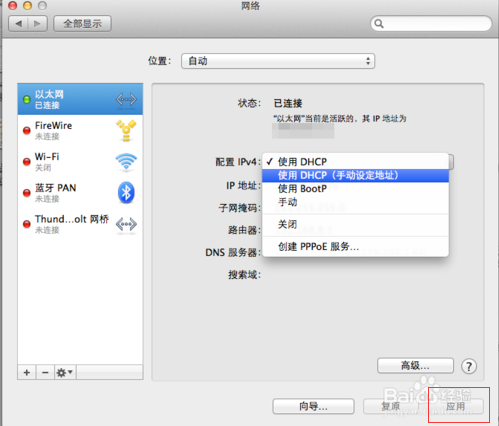 网络
全部显示
位置： 自动
以太网
已连接
FireWire
未连接
Wi-Fi
关闭
蓝牙 PAN
未连接
Thund...olt 网桥
未连接
状态： 已连接
“以太网”当前是活跃的，其 IP 地址为
配置 IPv4： ✓ 使用 DHCP
使用 DHCP（手动设定地址）
使用 BootP
手动
关闭
创建 PPPoE 服务...
IP 地址：
子网掩码：
路由器：
DNS 服务器：
搜索域：
高级... ?
向导... 复原 应用
Baidu 经验